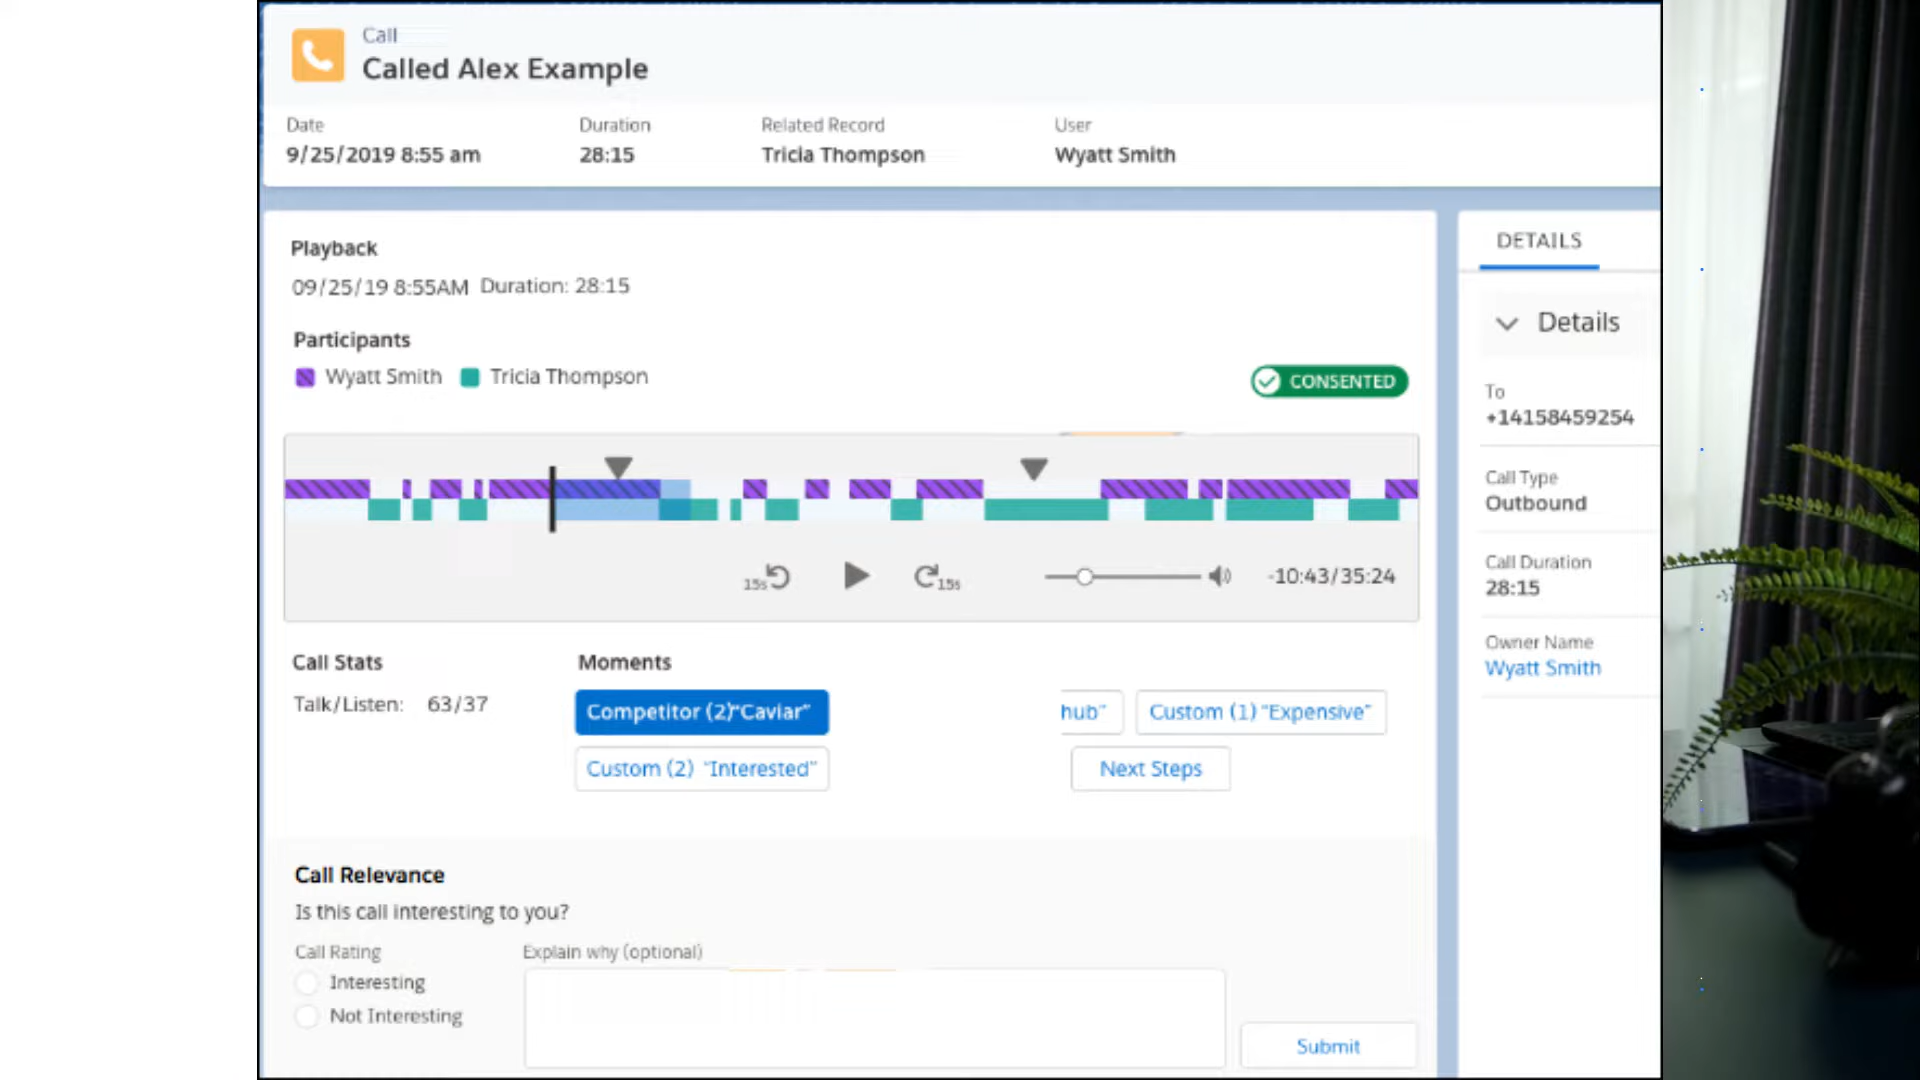 Call
Called Alex Example
Date
Duration
Related Record
User
9/25/2019 8:55 am
28:15
Tricia Thompson
Wyatt Smith
Playback
09/25/19 8:55AM Duration: 28:15
Participants
Wyatt Smith
Tricia Thompson
CONSENTED
15s
15s
-10:43/35:24
Call Stats
Talk/Listen: 63/37
Moments
Competitor (2)"Caviar"
hub"
Custom (1) "Expensive"
Custom (2) "Interested"
Next Steps
Call Relevance
Is this call interesting to you?
Call Rating
Interesting
Not Interesting
Explain why (optional)
Submit
DETAILS
Details
To
+14158459254
Call Type
Outbound
Call Duration
28:15
Owner Name
Wyatt Smith